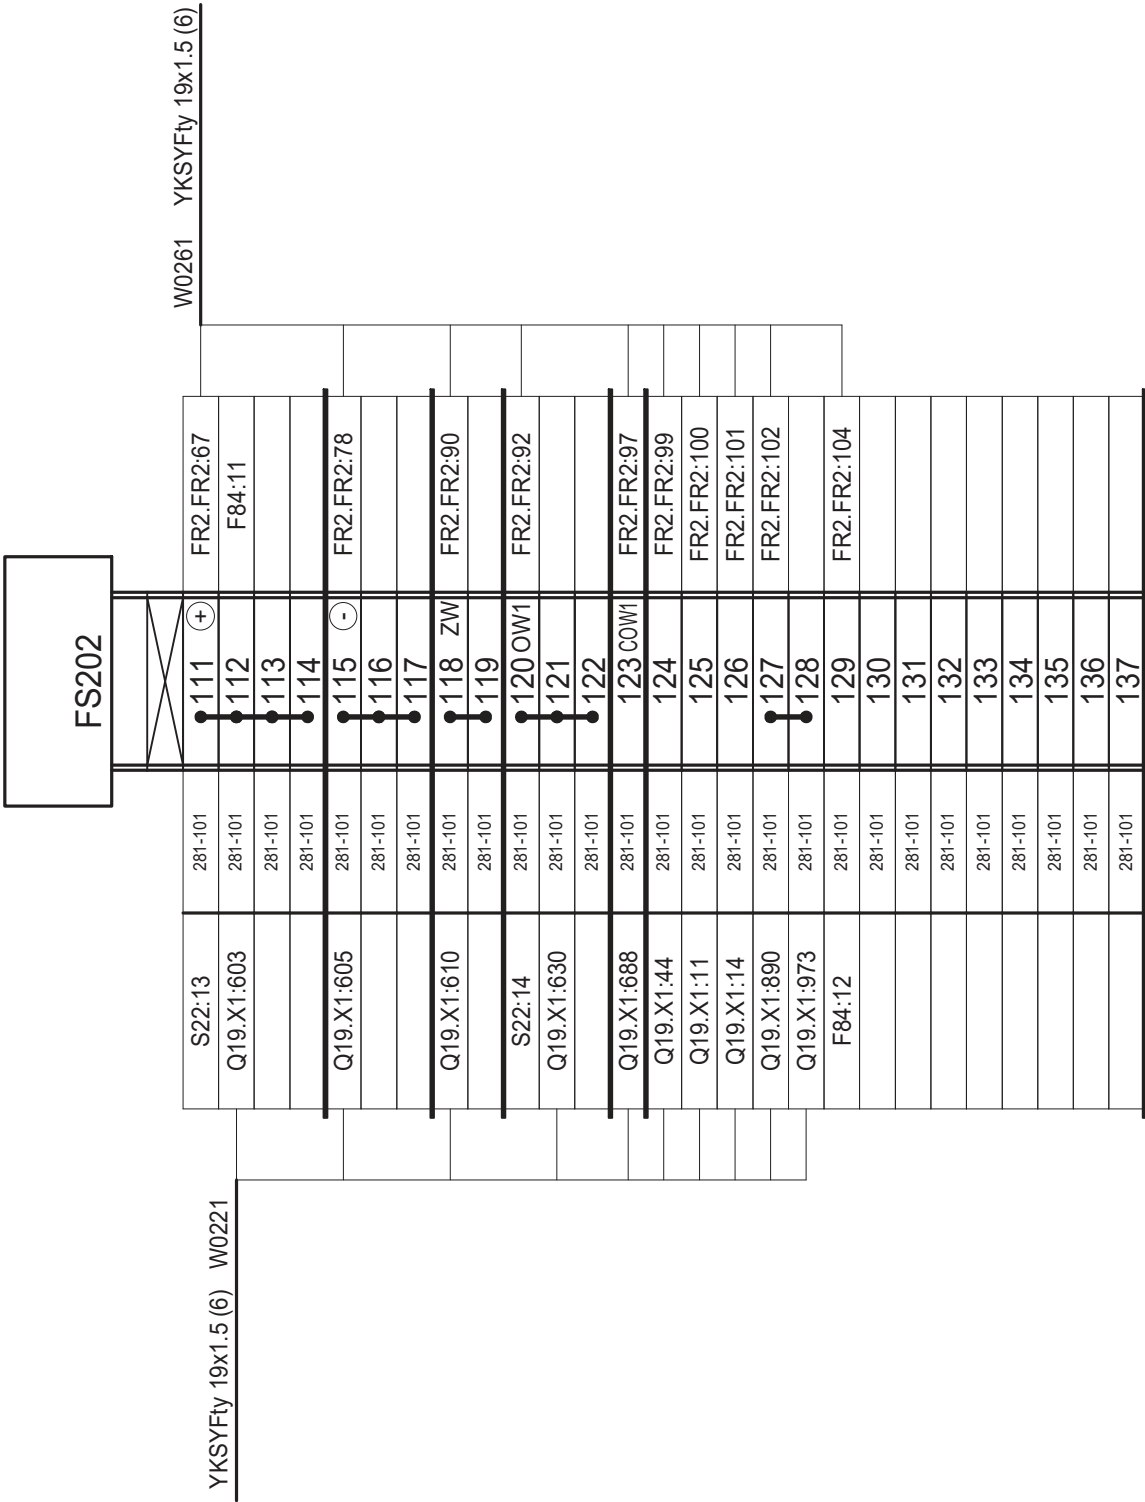 W0261 YKSYFty 19x1.5 (6)
FS202
S22:13 281-101 111 + FR2.FR2:67
Q19.X1:603 281-101 112 F84:11
281-101 113
281-101 114
Q19.X1:605 281-101 115 - FR2.FR2:78
281-101 116
281-101 117
Q19.X1:610 281-101 118 ZW FR2.FR2:90
281-101 119
S22:14 281-101 120 OW1 FR2.FR2:92
Q19.X1:630 281-101 121
281-101 122
Q19.X1:688 281-101 123 COW1 FR2.FR2:97
Q19.X1:44 281-101 124 FR2.FR2:99
Q19.X1:11 281-101 125 FR2.FR2:100
Q19.X1:14 281-101 126 FR2.FR2:101
Q19.X1:890 281-101 127 FR2.FR2:102
Q19.X1:973 281-101 128
F84:12 281-101 129 FR2.FR2:104
281-101 130
281-101 131
281-101 132
281-101 133
281-101 134
281-101 135
281-101 136
281-101 137
YKSYFty 19x1.5 (6) W0221